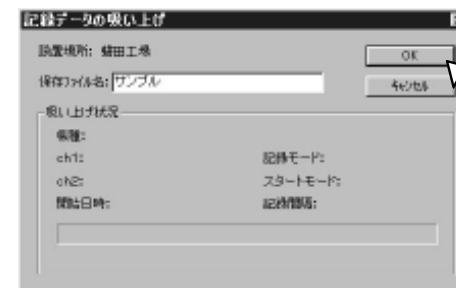 記録データの吸い上げ
設置場所: 蒲田工場
OK
保存ファイル名: サンプル
キャンセル
吸い上げ状況
機種:
ch1:
記録モード:
ch2:
スタートモード:
開始日時:
記録間隔: